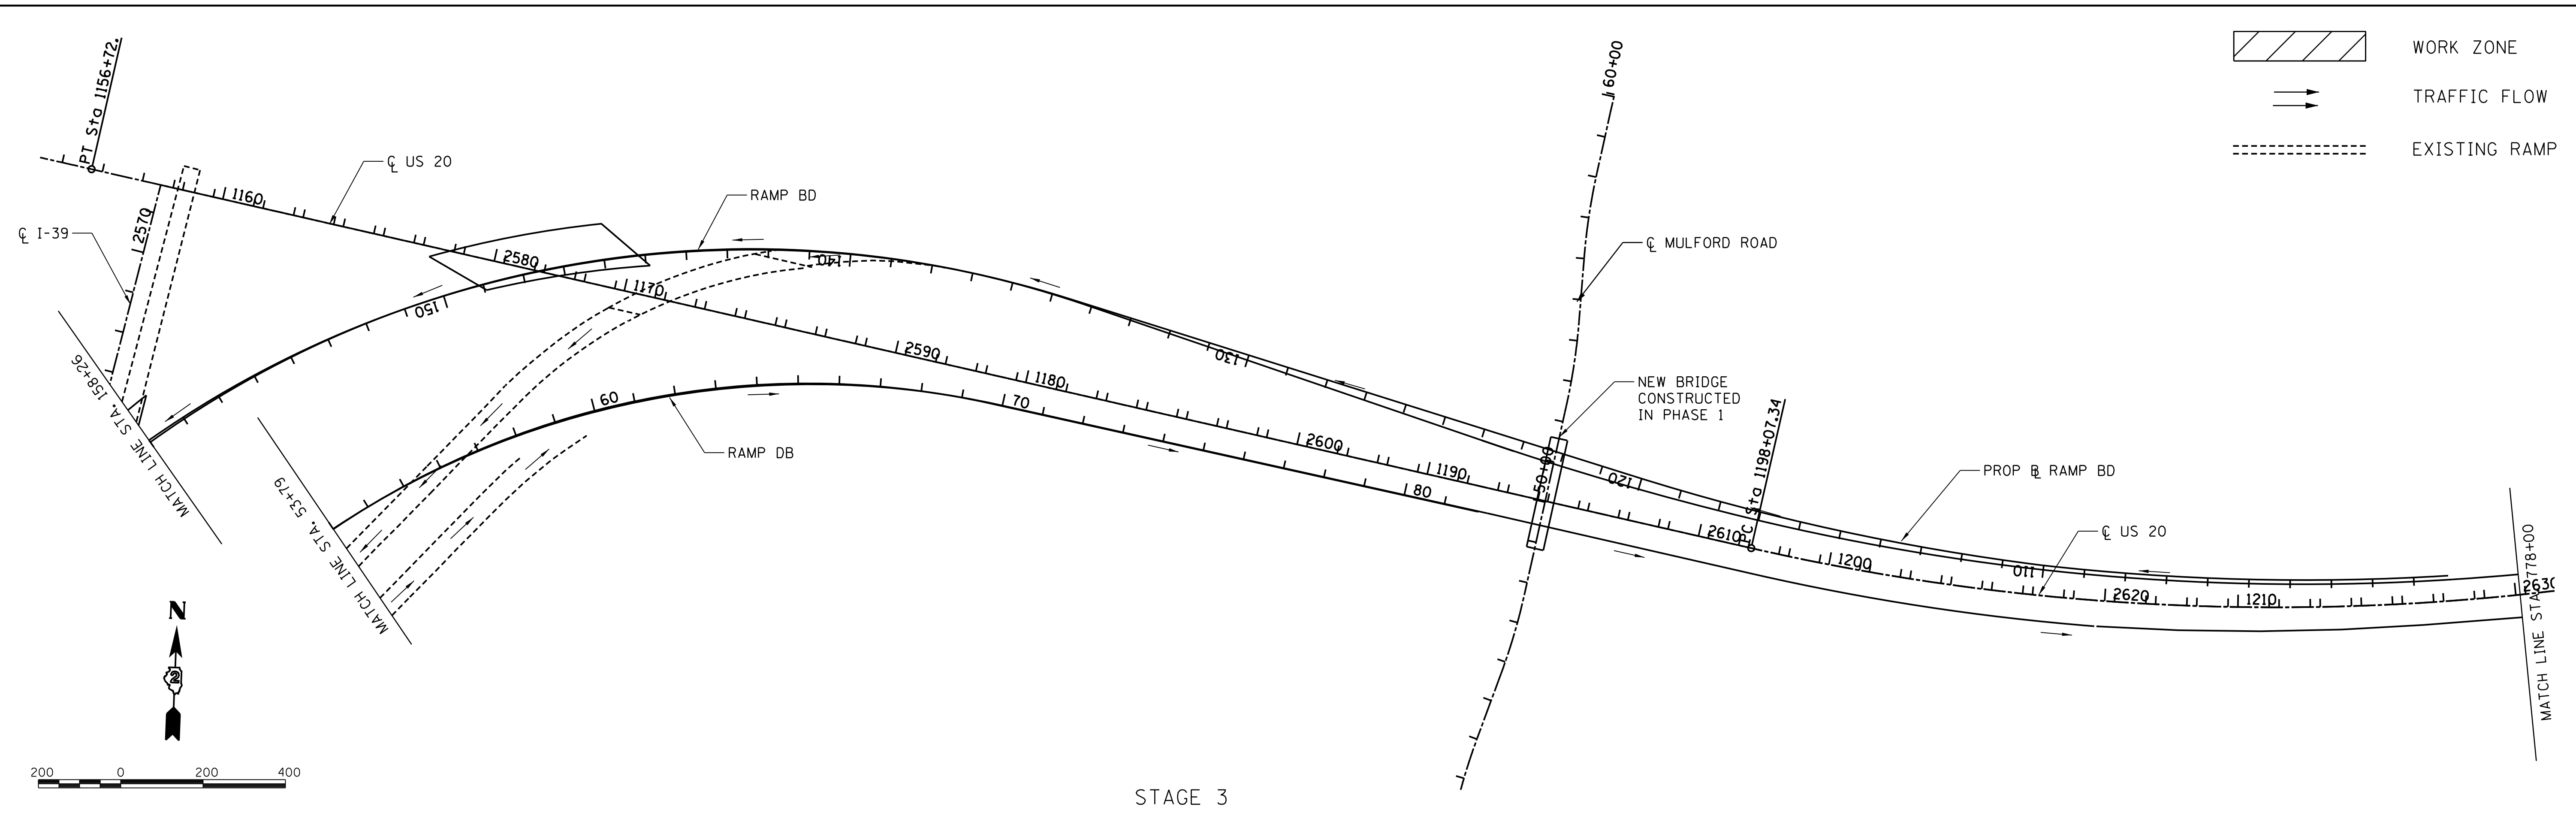 WORK ZONE
TRAFFIC FLOW
EXISTING RAMP
PT Sta 1156+72.
60+00
℄ US 20
RAMP BD
℄ I-39
2570
1160
2580
1170
140
150
℄ MULFORD ROAD
2590
1180
130
60
70
RAMP DB
NEW BRIDGE
CONSTRUCTED
IN PHASE 1
2600
1190
80
50+00
120
PC Sta 1198+07.34
2610
1200
PROP ℄ RAMP BD
℄ US 20
110
2620
1210
2630
MATCH LINE STA. 158+26
MATCH LINE STA. 53+79
MATCH LINE STA 778+00
N
2
200 0 200 400
STAGE 3